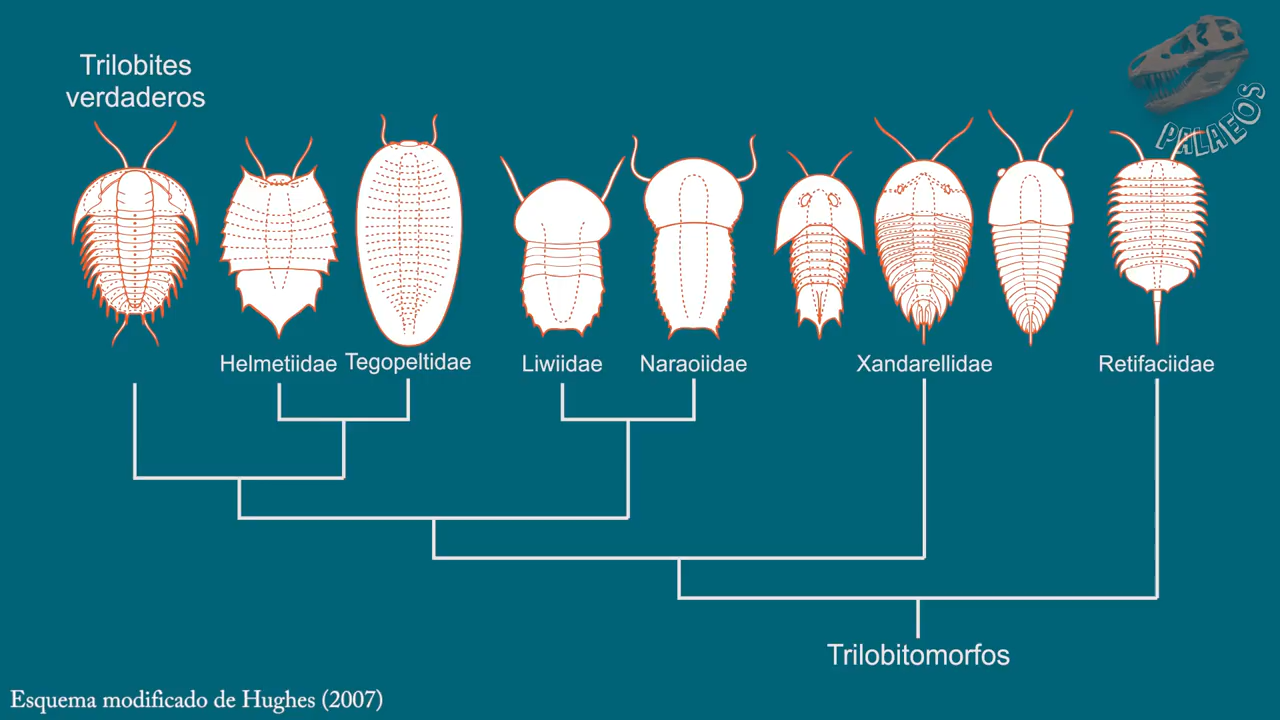 Trilobites
verdaderos
PALAEOS
Helmetiidae
Tegopeltidae
Liwiidae
Naraoiidae
Xandarellidae
Retifaciidae
Trilobitomorfos
Esquema modificado de Hughes (2007)